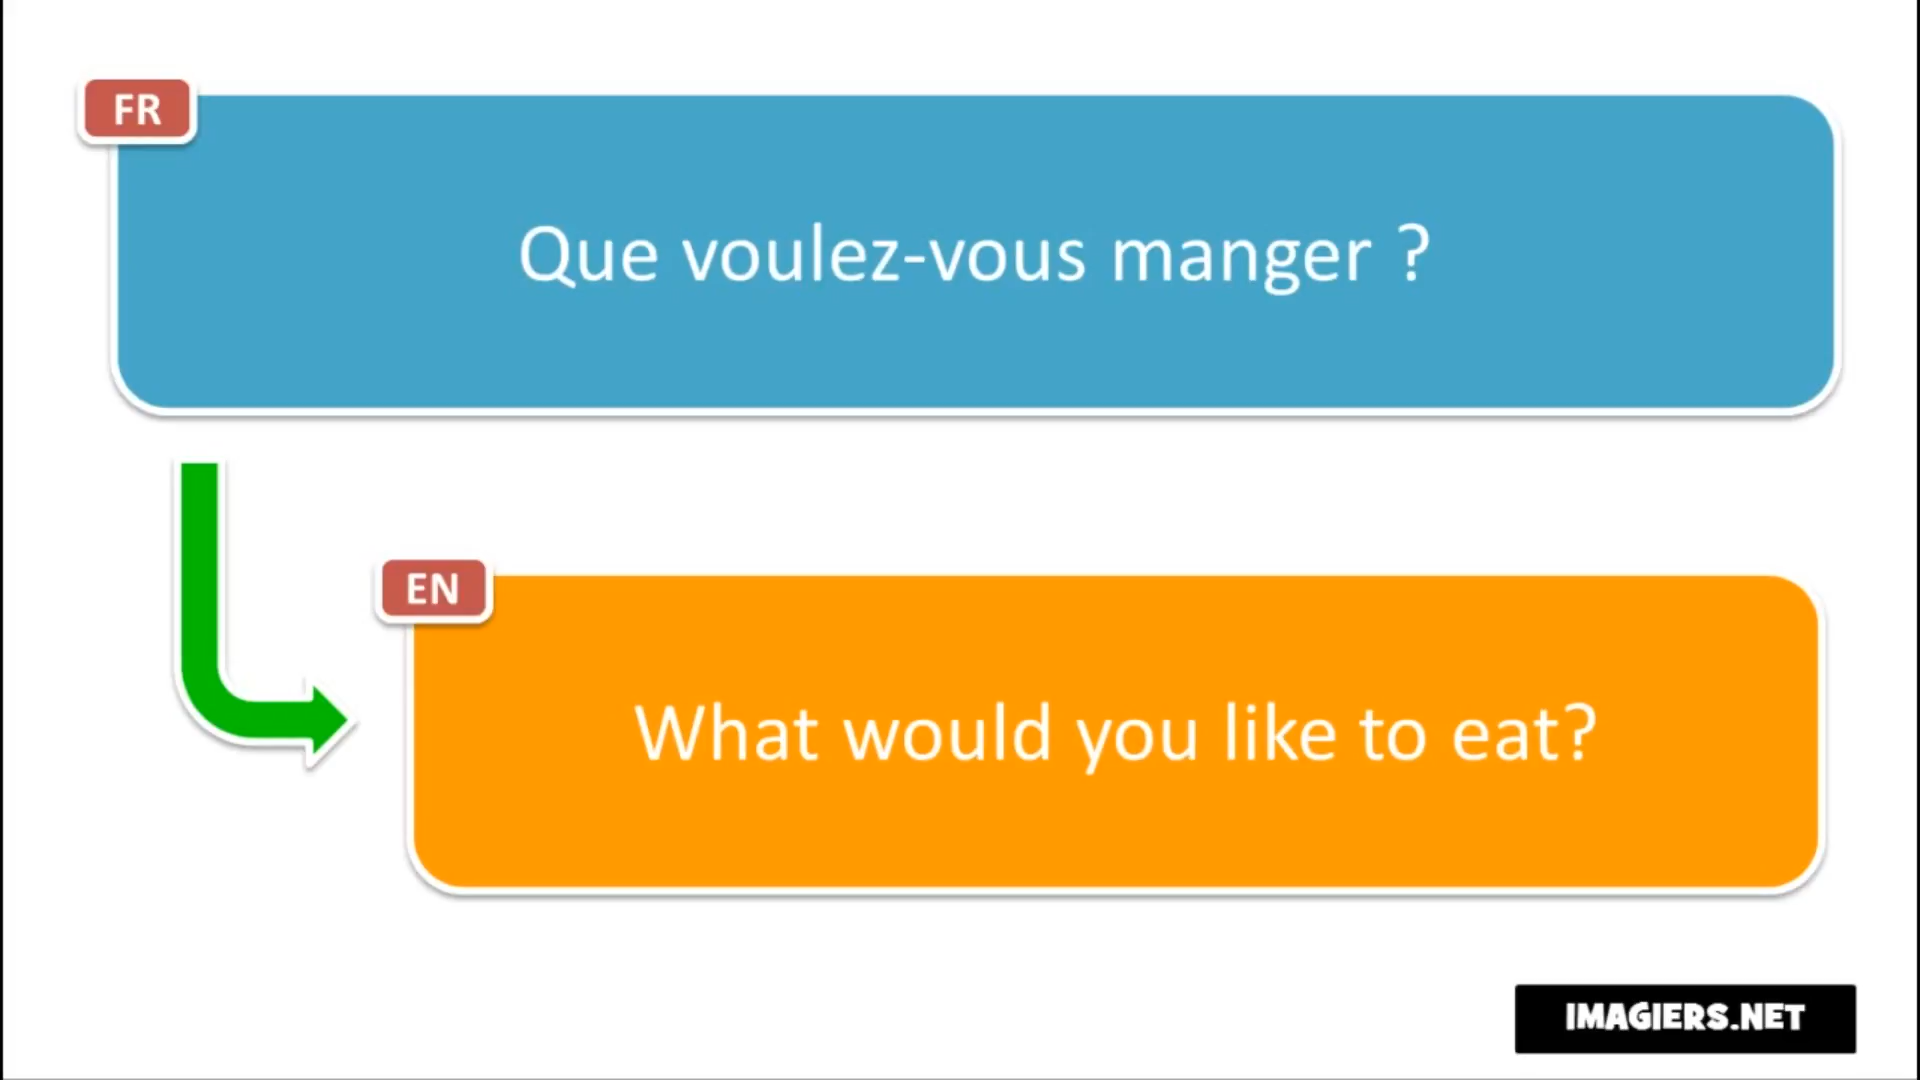 FR
Que voulez-vous manger ?
EN
What would you like to eat?
IMAGIERS.NET